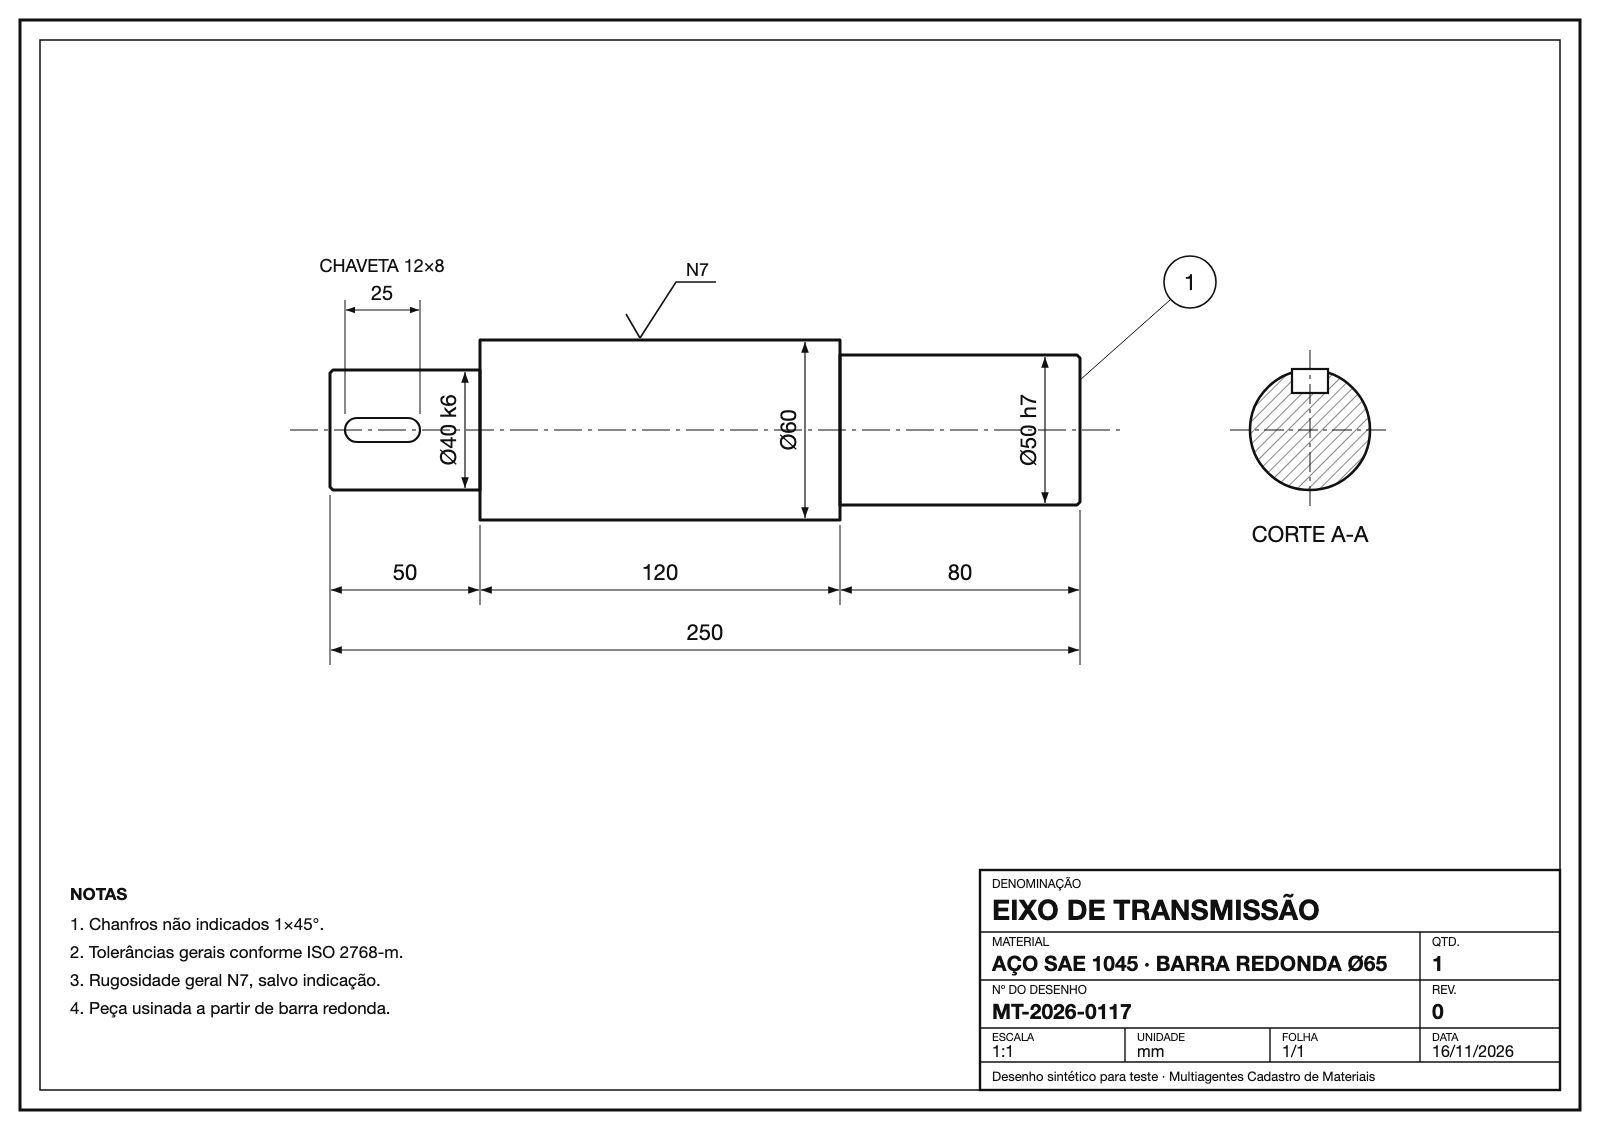 CHAVETA 12×8
25
N7
1
Ø40 k6
Ø60
Ø50 h7
CORTE A-A
50
120
80
250
NOTAS
1. Chanfros não indicados 1×45°.
2. Tolerâncias gerais conforme ISO 2768-m.
3. Rugosidade geral N7, salvo indicação.
4. Peça usinada a partir de barra redonda.
DENOMINAÇÃO
EIXO DE TRANSMISSÃO
MATERIAL
AÇO SAE 1045 · BARRA REDONDA Ø65
QTD.
1
Nº DO DESENHO
MT-2026-0117
REV.
0
ESCALA
1:1
UNIDADE
mm
FOLHA
1/1
DATA
16/11/2026
Desenho sintético para teste · Multiagentes Cadastro de Materiais